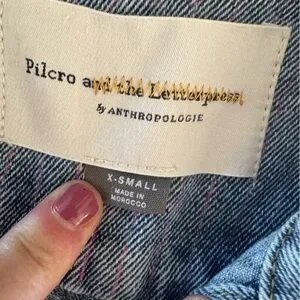 Pilcro and the Letterpress
By ANTHROPOLOGIE
X-SMALL
MADE IN
MOROCCO